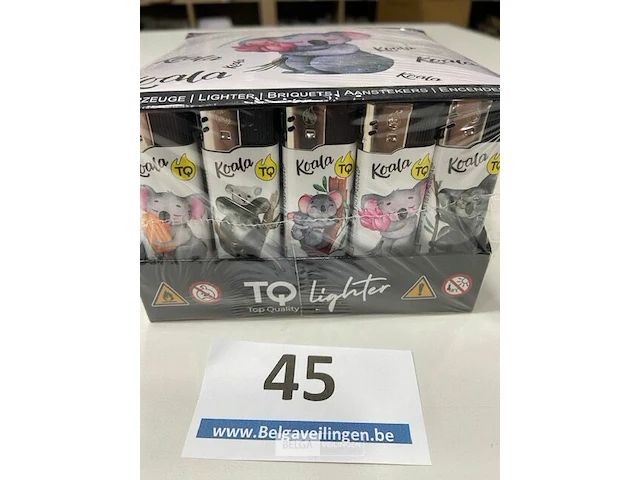 Koala
Koala
Koala
Koala
ZEUGE | LIGHTER | BRIQUETS | AANSTEKERS | ENCENDE
Koala TQ
Koala TQ
Koala TQ
Koala TQ
Koala TQ
TQ lighter
Top Quality
45
www.Belgaveilingen.be